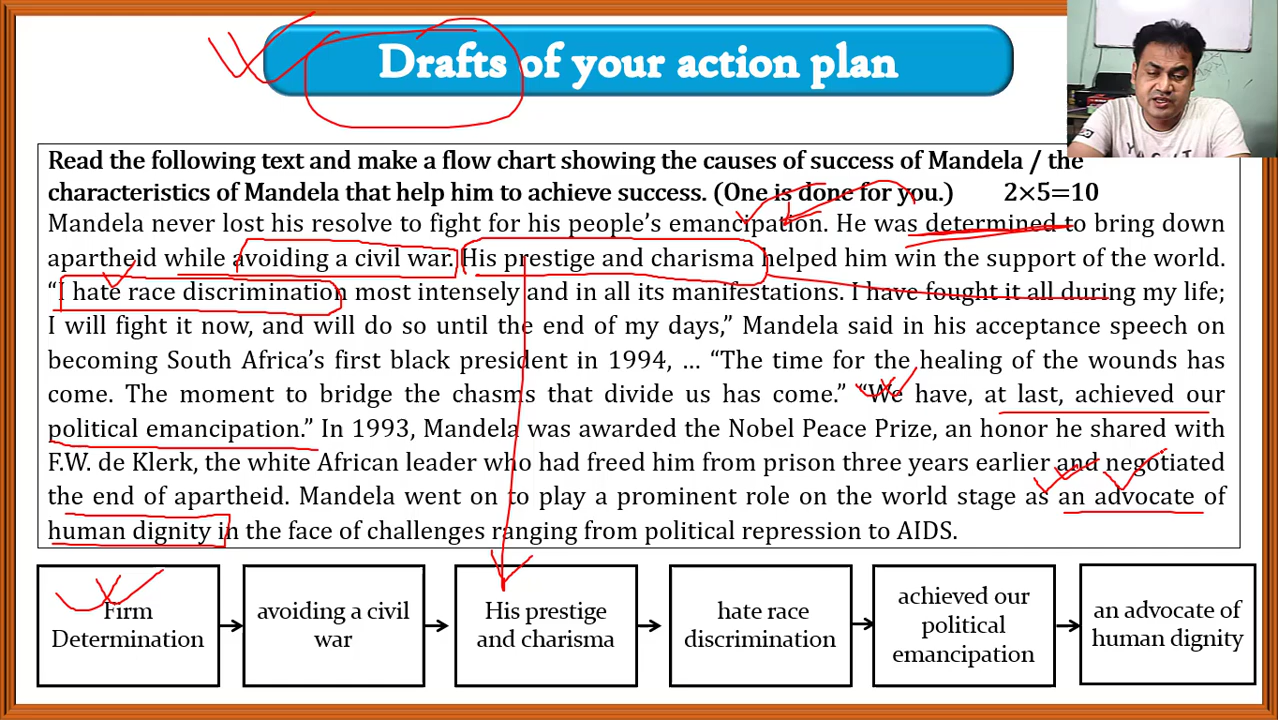 Drafts of your action plan
Read the following text and make a flow chart showing the causes of success of Mandela / the
characteristics of Mandela that help him to achieve success. (One is done for you.) 2×5=10
Mandela never lost his resolve to fight for his people's emancipation. He was determined to bring down
apartheid while avoiding a civil war. His prestige and charisma helped him win the support of the world.
“I hate race discrimination most intensely and in all its manifestations. I have fought it all during my life;
I will fight it now, and will do so until the end of my days,” Mandela said in his acceptance speech on
becoming South Africa's first black president in 1994, ... “The time for the healing of the wounds has
come. The moment to bridge the chasms that divide us has come.” “We have, at last, achieved our
political emancipation.” In 1993, Mandela was awarded the Nobel Peace Prize, an honor he shared with
F.W. de Klerk, the white African leader who had freed him from prison three years earlier and negotiated
the end of apartheid. Mandela went on to play a prominent role on the world stage as an advocate of
human dignity in the face of challenges ranging from political repression to AIDS.
Firm
Determination
avoiding a civil
war
His prestige
and charisma
hate race
discrimination
achieved our
political
emancipation
an advocate of
human dignity